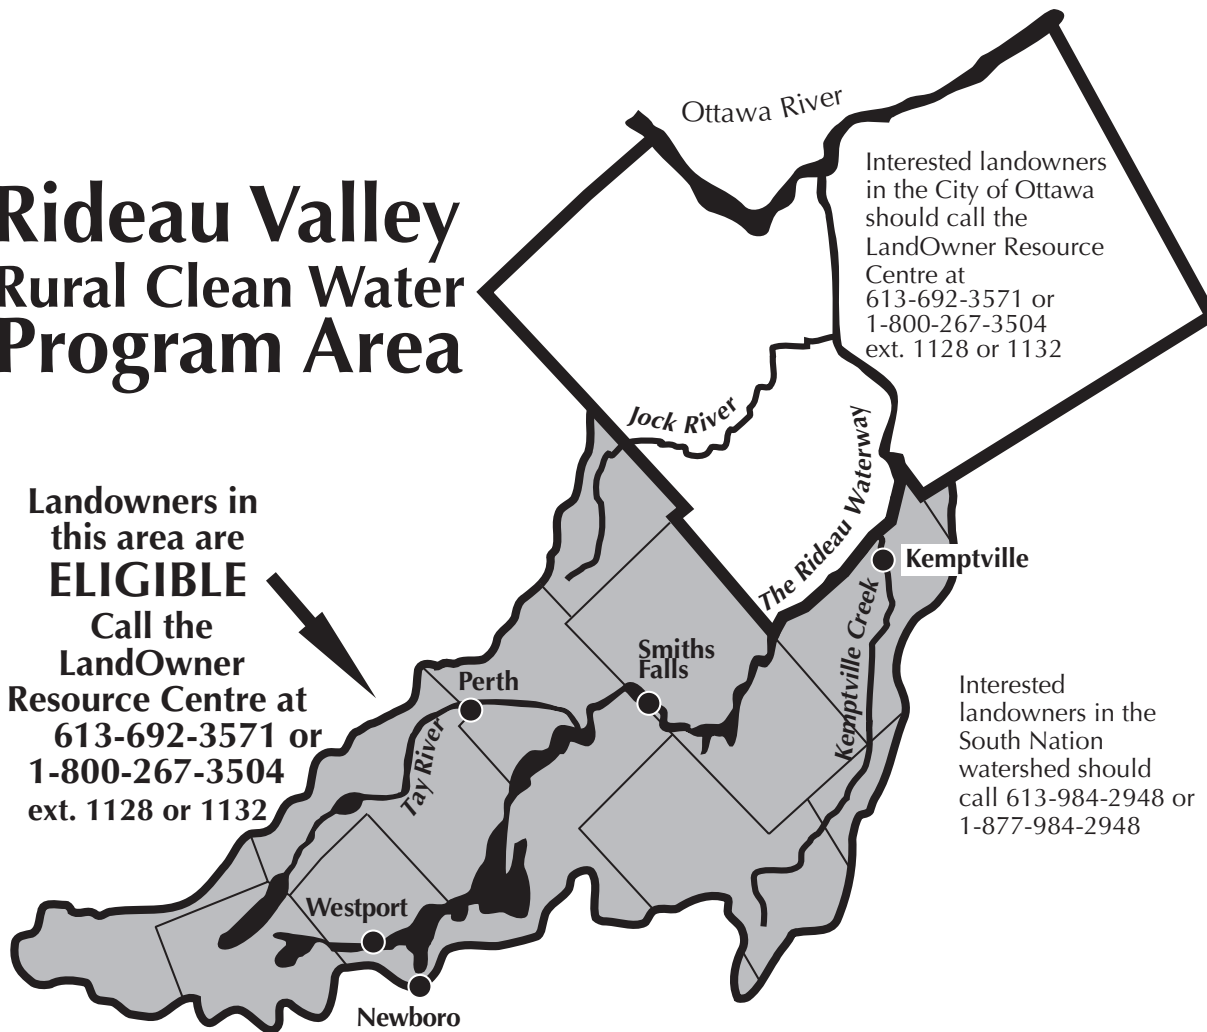 Rideau Valley
Rural Clean Water
Program Area
Ottawa River
Interested landowners
in the City of Ottawa
should call the
LandOwner Resource
Centre at
613-692-3571 or
1-800-267-3504
ext. 1128 or 1132
Jock River
The Rideau Waterway
Landowners in
this area are
ELIGIBLE
Call the
LandOwner
Resource Centre at
613-692-3571 or
1-800-267-3504
ext. 1128 or 1132
Kemptville
Kemptville Creek
Smiths
Falls
Perth
Tay River
Interested
landowners in the
South Nation
watershed should
call 613-984-2948 or
1-877-984-2948
Westport
Newboro